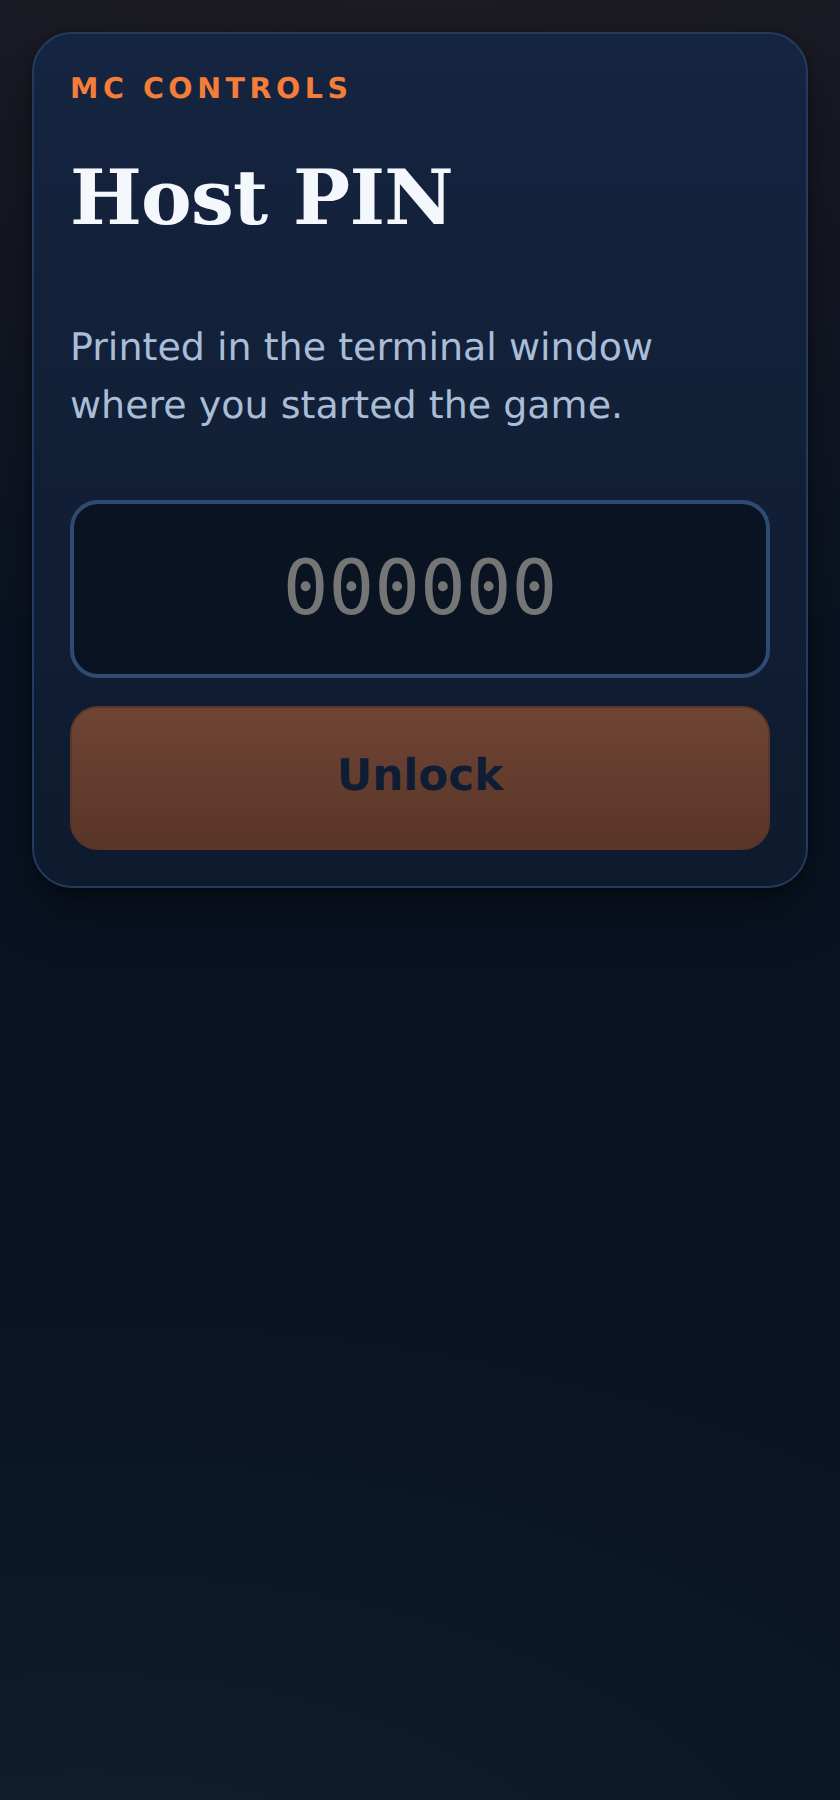 MC CONTROLS
Host PIN
Printed in the terminal window
where you started the game.
000000
Unlock